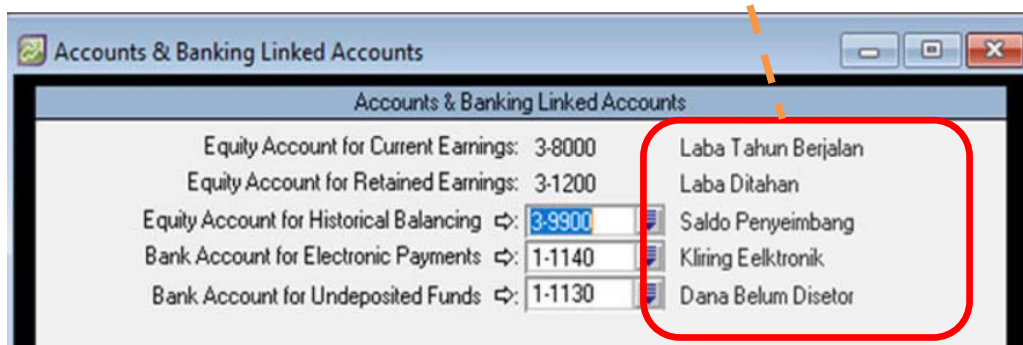 Accounts & Banking Linked Accounts
Accounts & Banking Linked Accounts
Equity Account for Current Earnings: 3-8000 Laba Tahun Berjalan
Equity Account for Retained Earnings: 3-1200 Laba Ditahan
Equity Account for Historical Balancing ⇨: 3-9900 Saldo Penyeimbang
Bank Account for Electronic Payments ⇨: 1-1140 Kliring Eelktronik
Bank Account for Undeposited Funds ⇨: 1-1130 Dana Belum Disetor